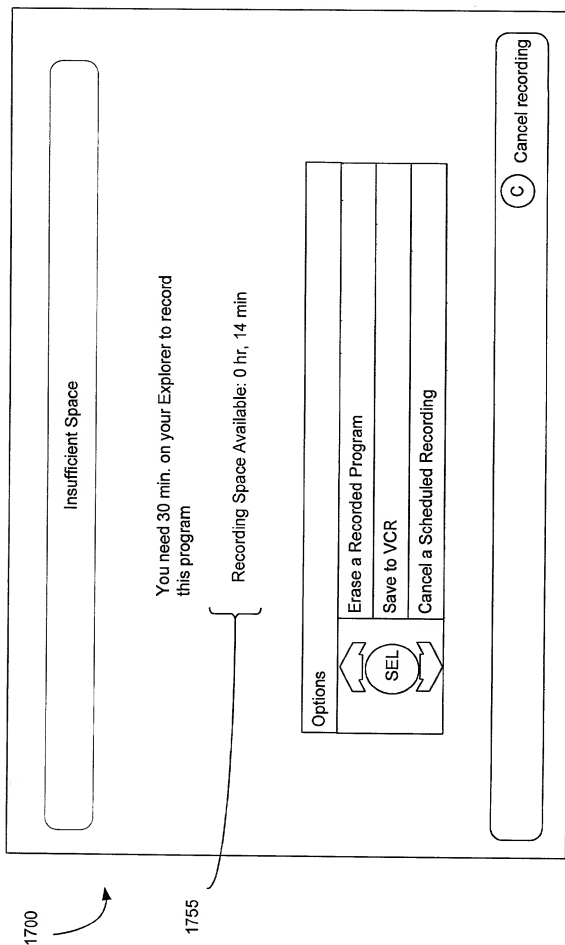 1700
Insufficient Space
You need 30 min. on your Explorer to record
this program
1755
Recording Space Available: 0 hr, 14 min
Options
SEL
Erase a Recorded Program
Save to VCR
Cancel a Scheduled Recording
C Cancel recording